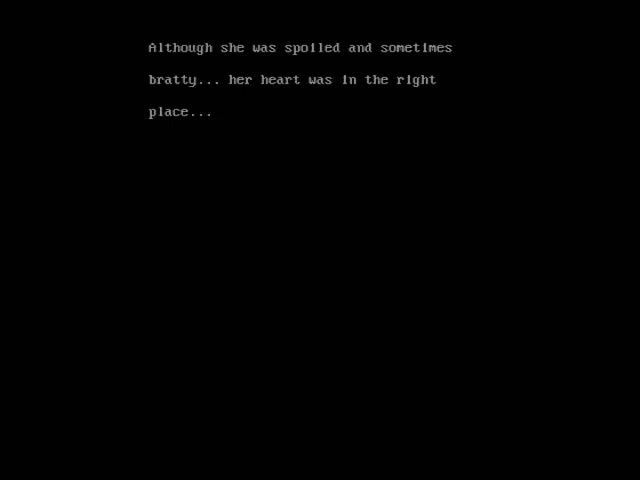 Although she was spoiled and sometimes
bratty... her heart was in the right
place...